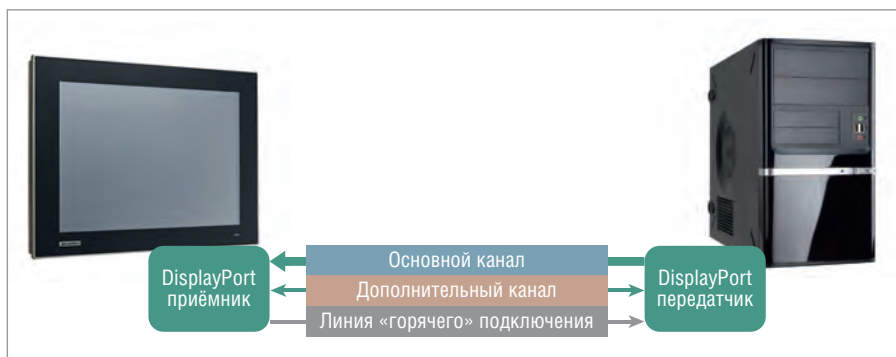 Основной канал
DisplayPort
приёмник
Дополнительный канал
DisplayPort
передатчик
Линия «горячего» подключения